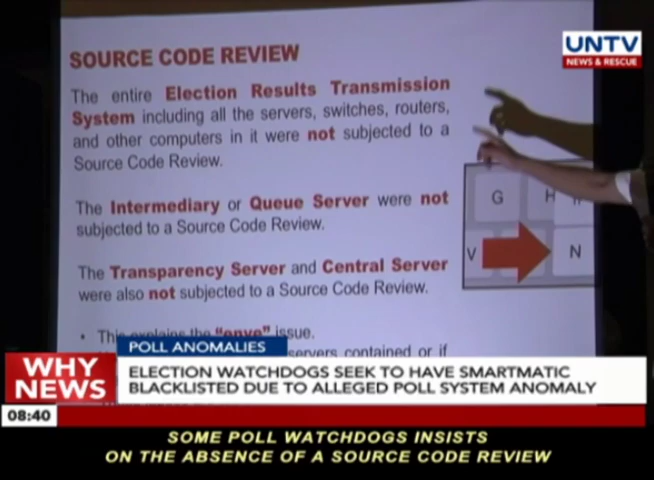 UNTV
NEWS & RESCUE
SOURCE CODE REVIEW
The entire Election Results Transmission
System including all the servers, switches, routers,
and other computers in it were not subjected to a
Source Code Review.
The Intermediary or Queue Server were not
subjected to a Source Code Review.
The Transparency Server and Central Server
were also not subjected to a Source Code Review.
G H
V N
• This explains the "enye" issue.
servers contained or if
POLL ANOMALIES
WHY
NEWS
ELECTION WATCHDOGS SEEK TO HAVE SMARTMATIC
BLACKLISTED DUE TO ALLEGED POLL SYSTEM ANOMALY
08:40
SOME POLL WATCHDOGS INSISTS
ON THE ABSENCE OF A SOURCE CODE REVIEW